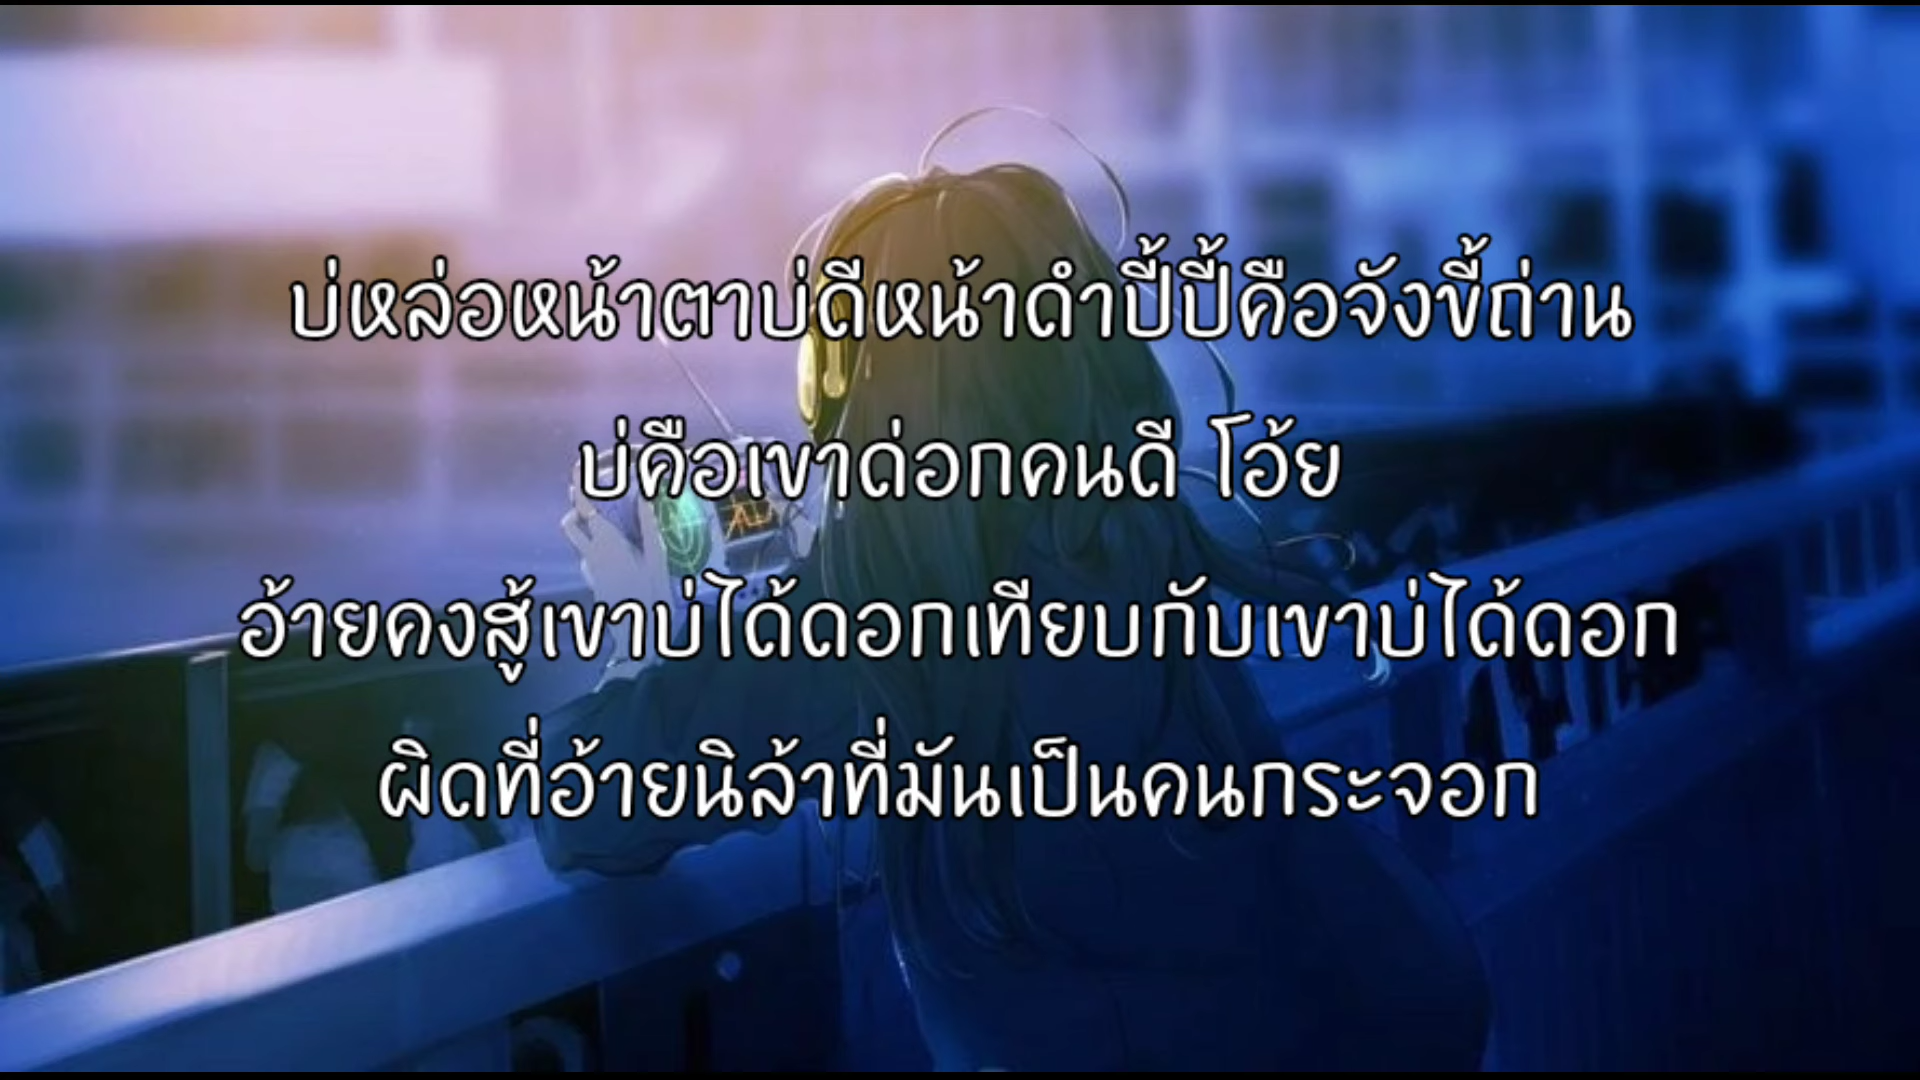 บ่หล่อหน้าตาบ่ดีหน้าดำปี้ปี้คือจังขี้ถ่าน
บ่คือเขาด่อกคนดี โอ้ย
อ้ายคงสู้เขาบ่ได้ดอกเทียบกับเขาบ่ได้ดอก
ผิดที่อ้ายนิล้าที่มันเป็นคนกระจอก